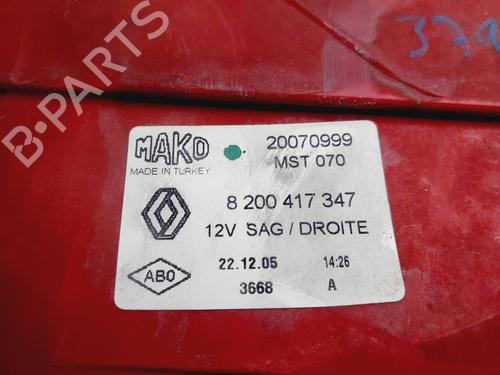 379
MAKO
20070999
MADE IN TURKEY
MST 070
8 200 417 347
12V SAG / DROITE
ABO
22.12.05
14:26
3668
A